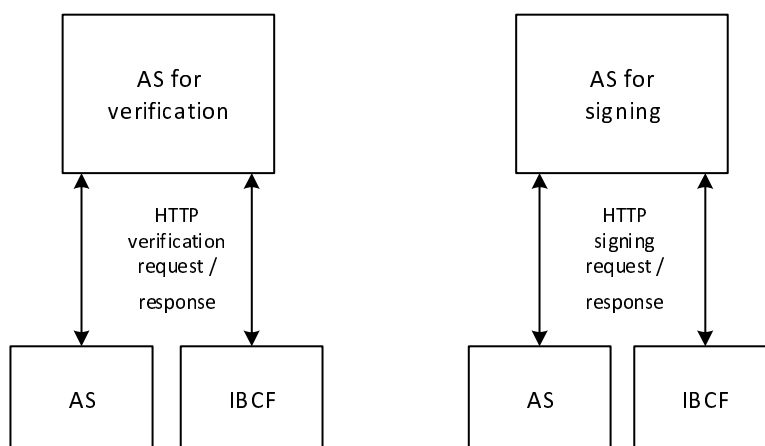 AS for
verification
AS for
signing
HTTP
verification
request /
response
HTTP
signing
request /
response
AS
IBCF
AS
IBCF